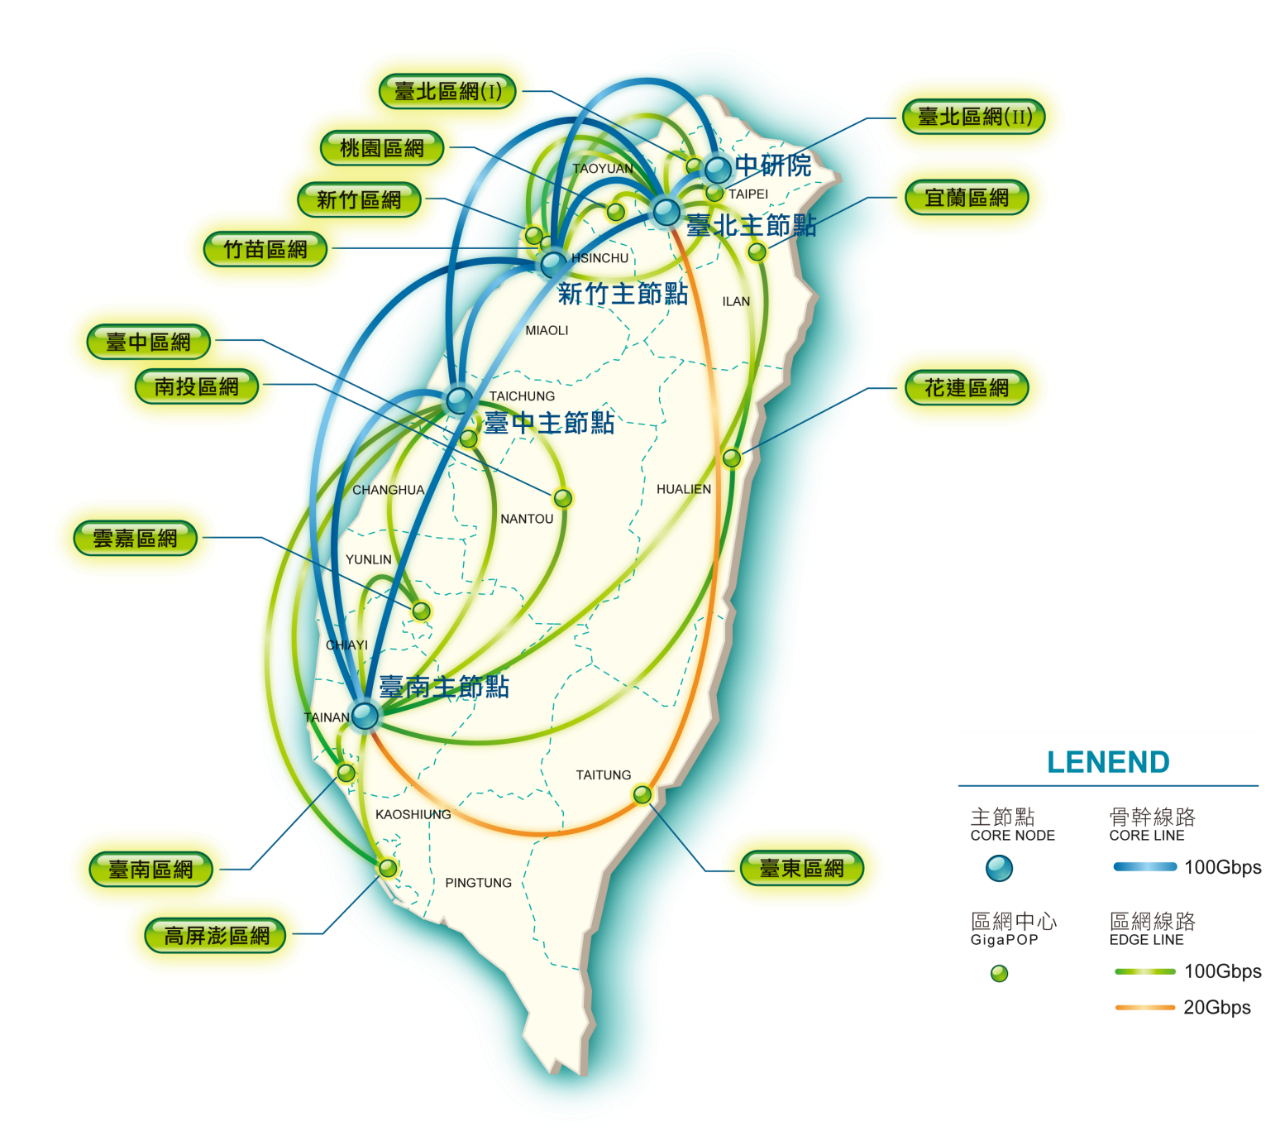 臺北區網(I)
臺北區網(II)
桃園區網
新竹區網
竹苗區網
臺中區網
南投區網
雲嘉區網
臺南區網
高屏澎區網
宜蘭區網
花連區網
臺東區網
中研院
臺北主節點
新竹主節點
臺中主節點
臺南主節點
TAOYUAN
TAIPEI
HSINCHU
ILAN
MIAOLI
TAICHUNG
CHANGHUA
HUALIEN
NANTOU
YUNLIN
CHIAYI
TAINAN
TAITUNG
KAOSHIUNG
PINGTUNG
LENEND
主節點
CORE NODE
骨幹線路
CORE LINE
100Gbps
區網中心
GigaPOP
區網線路
EDGE LINE
100Gbps
20Gbps